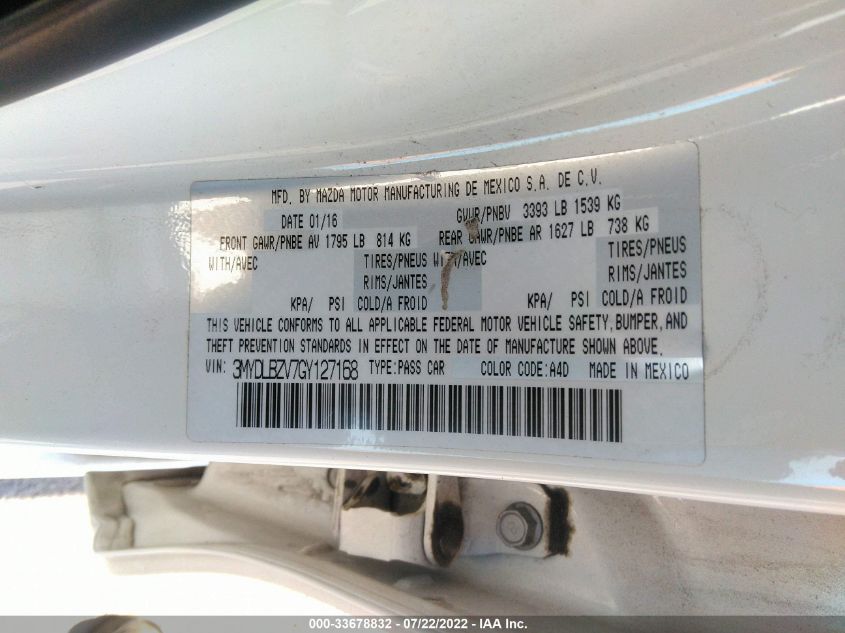 MFD. BY MAZDA MOTOR MANUFACTURING DE MEXICO S.A. DE C.V.
DATE 01/16 GVWR/PNBV 3393 LB 1539 KG
FRONT GAWR/PNBE AV 1795 LB 814 KG REAR GAWR/PNBE AR 1627 LB 738 KG
WITH/AVEC TIRES/PNEUS WITH/AVEC TIRES/PNEUS
RIMS/JANTES RIMS/JANTES
KPA/ PSI COLD/A FROID KPA/ PSI COLD/A FROID
THIS VEHICLE CONFORMS TO ALL APPLICABLE FEDERAL MOTOR VEHICLE SAFETY, BUMPER, AND
THEFT PREVENTION STANDARDS IN EFFECT ON THE DATE OF MANUFACTURE SHOWN ABOVE.
VIN: 3MYDLBZV7GY127168 TYPE:PASS CAR COLOR CODE:A4D MADE IN MEXICO
000-33678832 - 07/22/2022 - IAA Inc.